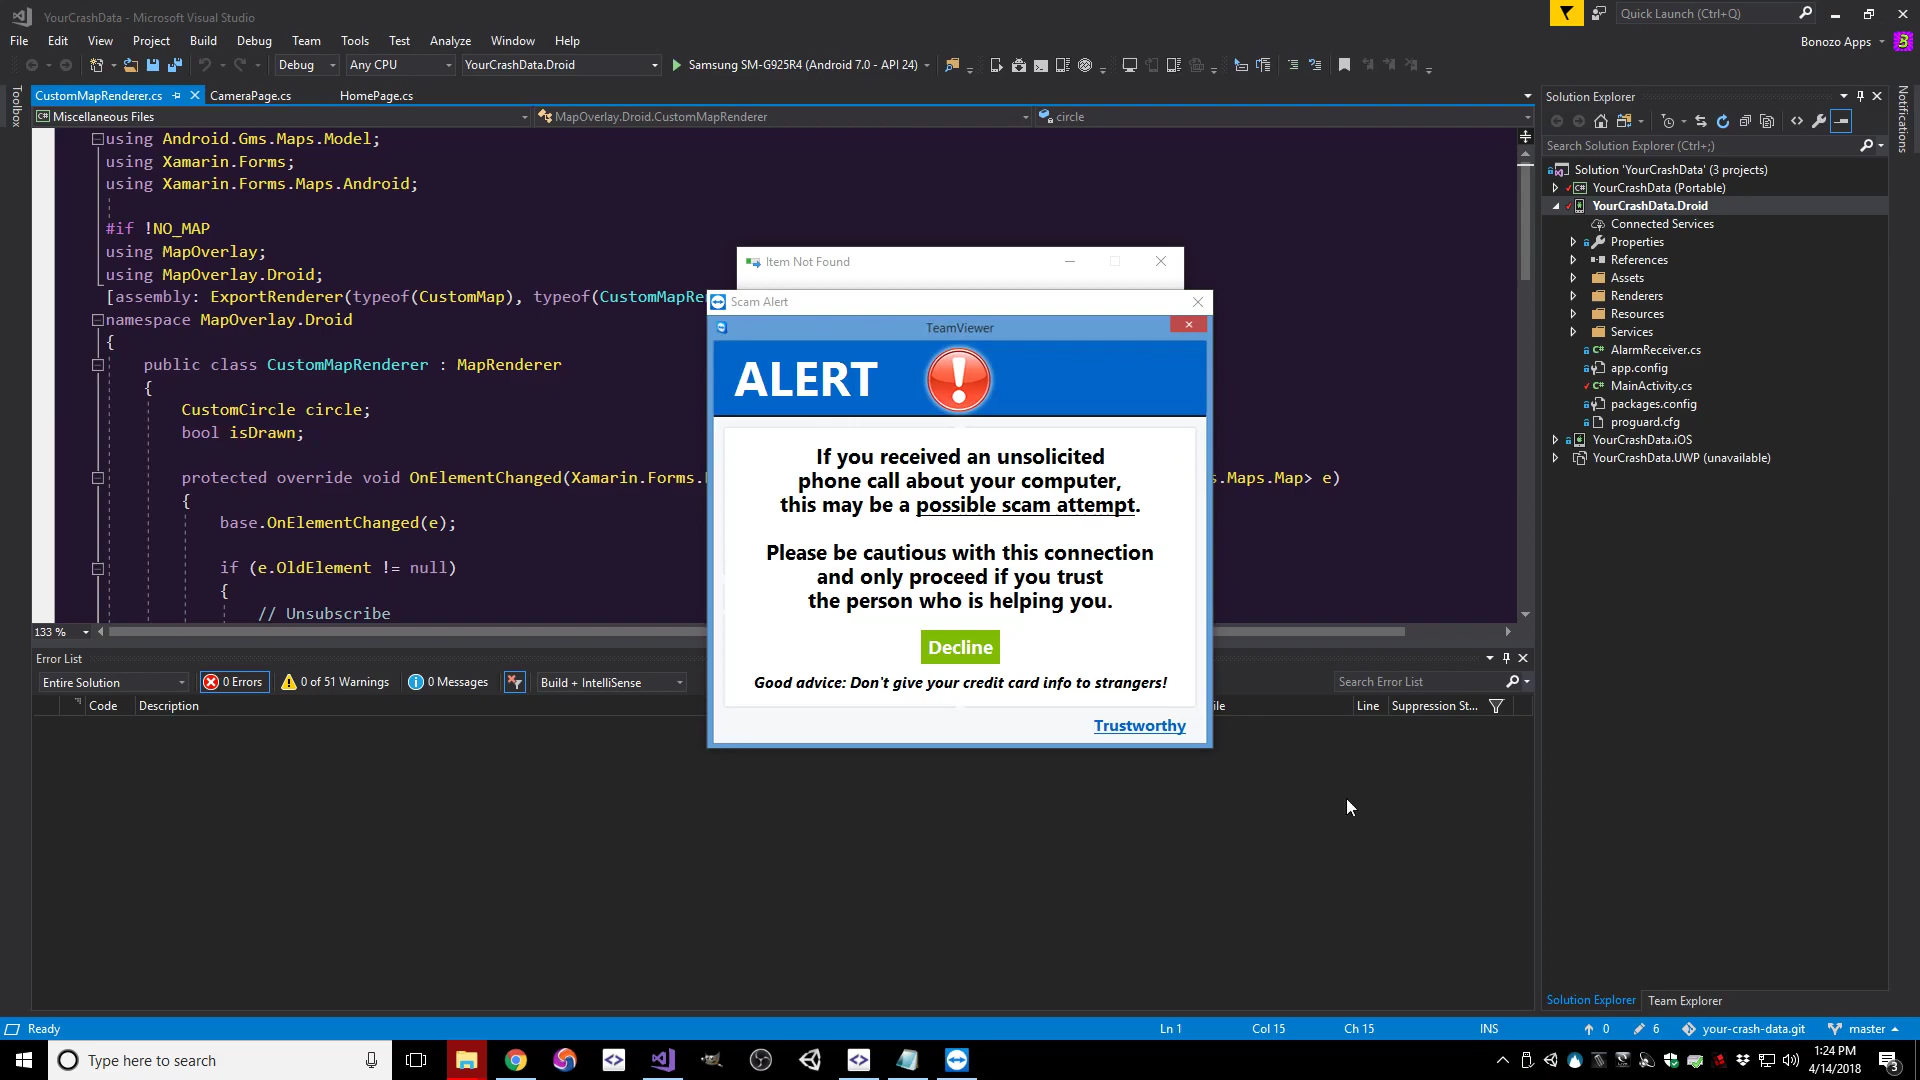 YourCrashData - Microsoft Visual Studio
Quick Launch (Ctrl+Q)
File Edit View Project Build Debug Team Tools Test Analyze Window Help
Bonozo Apps
Debug Any CPU YourCrashData.Droid Samsung SM-G925R4 (Android 7.0 - API 24)
Toolbox
CustomMapRenderer.cs CameraPage.cs HomePage.cs
C# Miscellaneous Files MapOverlay.Droid.CustomMapRenderer circle
using Android.Gms.Maps.Model;
using Xamarin.Forms;
using Xamarin.Forms.Maps.Android;
#if !NO_MAP
using MapOverlay;
using MapOverlay.Droid;
[assembly: ExportRenderer(typeof(CustomMap), typeof(CustomMapRe
namespace MapOverlay.Droid
{
public class CustomMapRenderer : MapRenderer
{
CustomCircle circle;
bool isDrawn;
protected override void OnElementChanged(Xamarin.Forms. s.Maps.Map> e)
{
base.OnElementChanged(e);
if (e.OldElement != null)
{
// Unsubscribe
133 %
Item Not Found
Scam Alert
TeamViewer
ALERT
If you received an unsolicited
phone call about your computer,
this may be a possible scam attempt.
Please be cautious with this connection
and only proceed if you trust
the person who is helping you.
Decline
Good advice: Don't give your credit card info to strangers!
Trustworthy
Error List
Entire Solution 0 Errors 0 of 51 Warnings 0 Messages Build + IntelliSense Search Error List
Code Description ile Line Suppression St...
Solution Explorer
Search Solution Explorer (Ctrl+;)
Solution 'YourCrashData' (3 projects)
YourCrashData (Portable)
YourCrashData.Droid
Connected Services
Properties
References
Assets
Renderers
Resources
Services
C# AlarmReceiver.cs
app.config
C# MainActivity.cs
packages.config
proguard.cfg
YourCrashData.iOS
YourCrashData.UWP (unavailable)
Solution Explorer Team Explorer
Notifications
Ready Ln 1 Col 15 Ch 15 INS 0 6 your-crash-data.git master
Type here to search
1:24 PM
4/14/2018
3